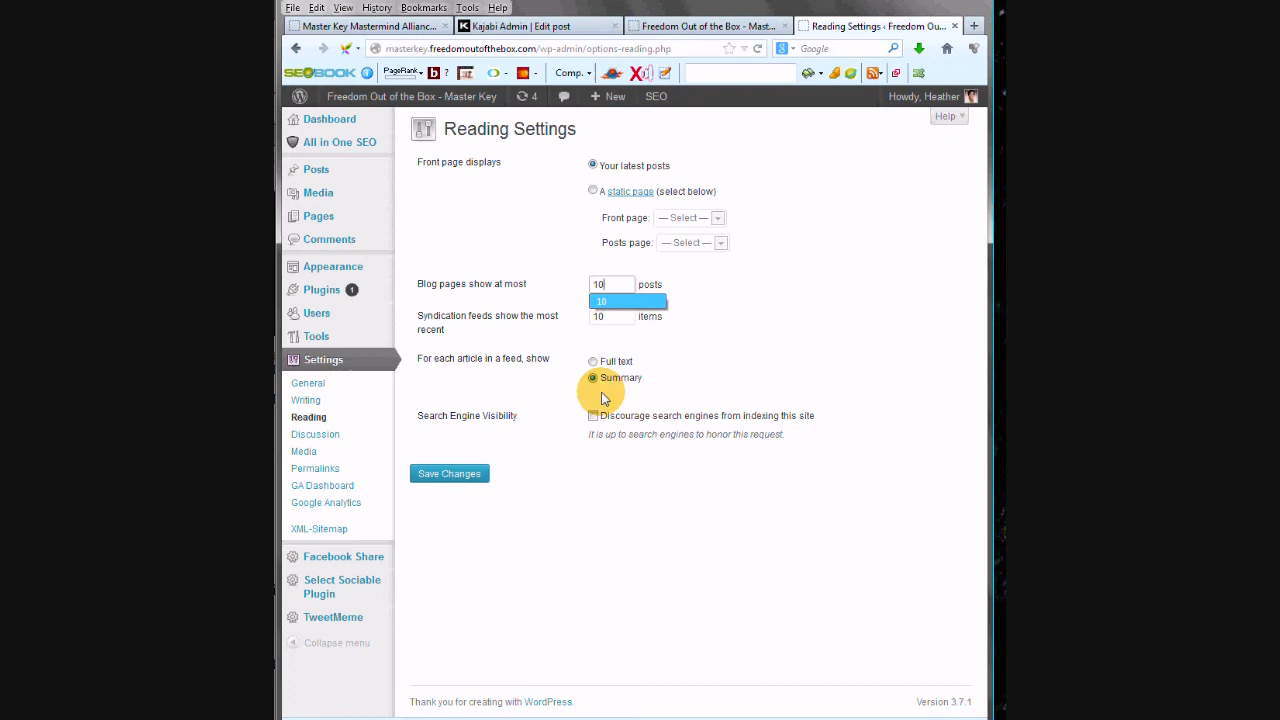 File Edit View History Bookmarks Tools Help
Master Key Mastermind Allianc... × Kajabi Admin | Edit post × Freedom Out of the Box - Mast... × Reading Settings ‹ Freedom Ou... × +
masterkey.freedomoutofthebox.com/wp-admin/options-reading.php Google
SEOBOOK PageRank b ? Comp.
Freedom Out of the Box - Master Key 4 + New SEO Howdy, Heather
Help
Dashboard
All in One SEO
Posts
Media
Pages
Comments
Appearance
Plugins 1
Users
Tools
Settings
General
Writing
Reading
Discussion
Media
Permalinks
GA Dashboard
Google Analytics
XML-Sitemap
Facebook Share
Select Sociable
Plugin
TweetMeme
Collapse menu
Reading Settings
Front page displays
Your latest posts
A static page (select below)
Front page: — Select —
Posts page: — Select —
Blog pages show at most 10 posts
10
Syndication feeds show the most
recent
10 items
For each article in a feed, show
Full text
Summary
Search Engine Visibility
Discourage search engines from indexing this site
It is up to search engines to honor this request.
Save Changes
Thank you for creating with WordPress. Version 3.7.1